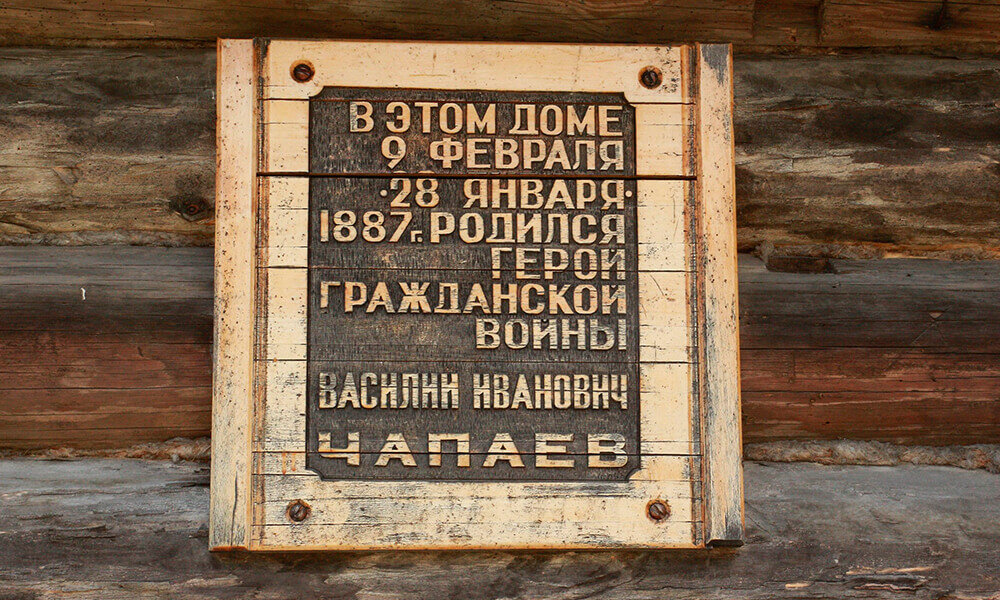 В ЭТОМ ДОМЕ
9 ФЕВРАЛЯ
·28 ЯНВАРЯ·
1887г. РОДИЛСЯ
ГЕРОЙ
ГРАЖДАНСКОЙ
ВОЙНЫ
ВАСИЛИЙ ИВАНОВИЧ
ЧАПАЕВ